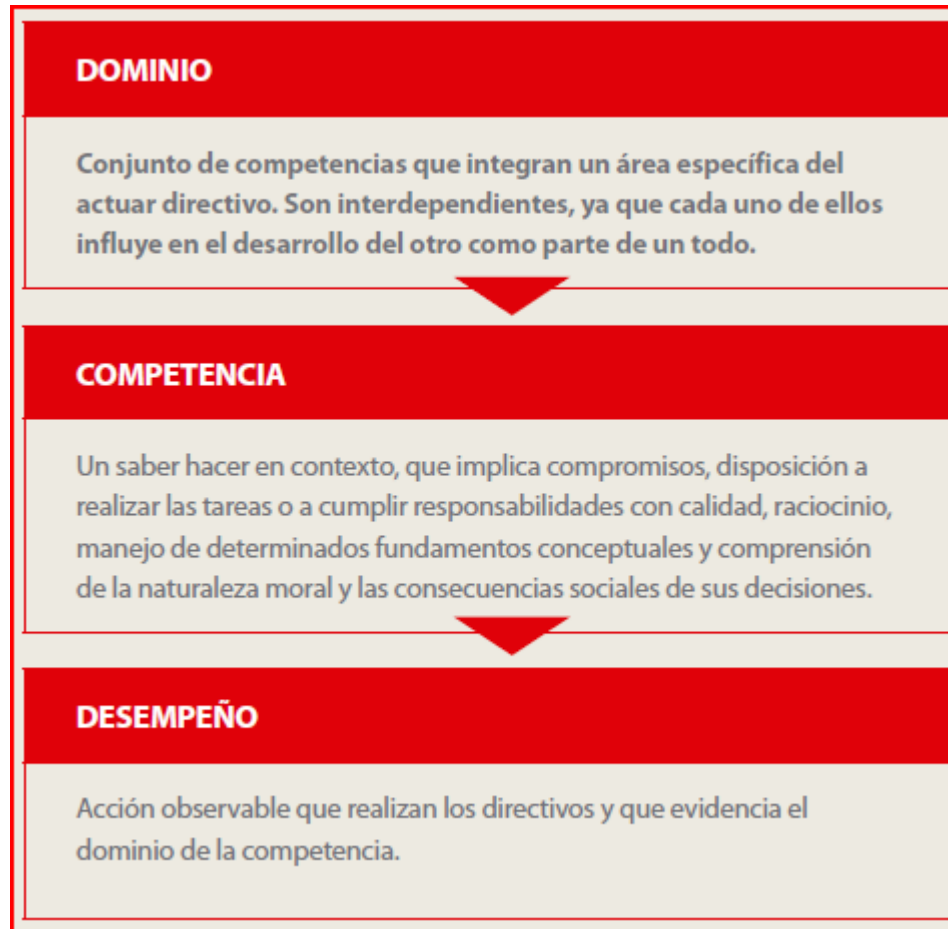 DOMINIO
Conjunto de competencias que integran un área específica del
actuar directivo. Son interdependientes, ya que cada uno de ellos
influye en el desarrollo del otro como parte de un todo.
COMPETENCIA
Un saber hacer en contexto, que implica compromisos, disposición a
realizar las tareas o a cumplir responsabilidades con calidad, raciocinio,
manejo de determinados fundamentos conceptuales y comprensión
de la naturaleza moral y las consecuencias sociales de sus decisiones.
DESEMPEÑO
Acción observable que realizan los directivos y que evidencia el
dominio de la competencia.